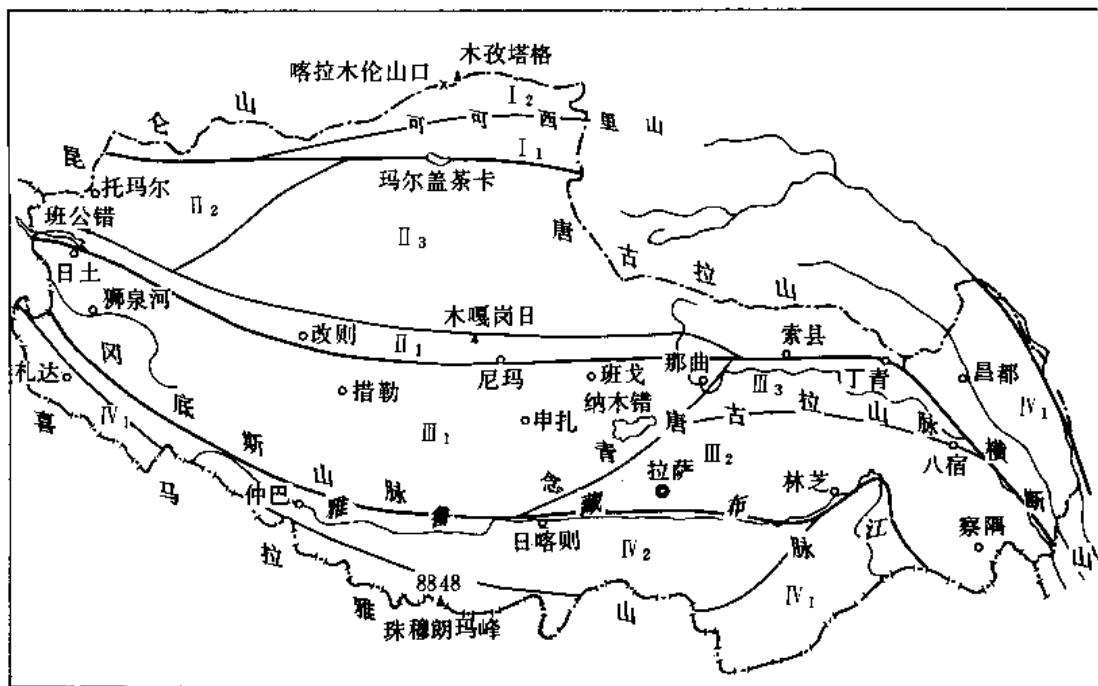 木孜塔格
喀拉木伦山口
Ⅰ₂
昆仑山
可可西里山
Ⅰ₁
玛尔盖茶卡
托玛尔
Ⅱ₂
班公错
Ⅱ₃
唐古拉山
日土
狮泉河
木嘎岗日
改则
Ⅱ₁
索县
那曲
丁青
尼玛
班戈
Ⅲ₃
昌都
札达
措勒
纳木错
Ⅳ₁
Ⅳ₁
冈底斯山脉
Ⅲ₁
申扎
念青唐古拉山脉
横断山
八宿
Ⅲ₂
拉萨
林芝
仲巴
雅鲁藏布江
日喀则
察隅
Ⅳ₂
喜马拉雅山脉
8848
珠穆朗玛峰
Ⅳ₁